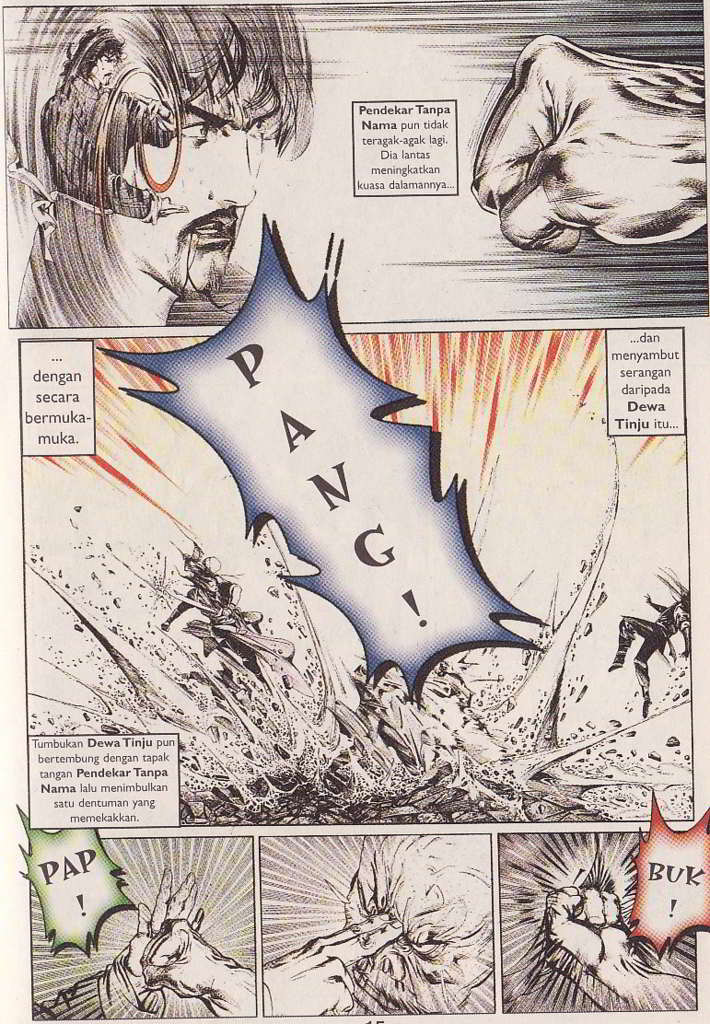 Pendekar Tanpa
Nama pun tidak
teragak-agak lagi.
Dia lantas
meningkatkan
kuasa dalamannya...
...dan
menyambut
serangan
daripada
Dewa
Tinju itu...
...
dengan
secara
bermuka-
muka.
PANG!
Tumbukan Dewa Tinju pun
bertembung dengan tapak
tangan Pendekar Tanpa
Nama lalu menimbulkan
satu dentuman yang
memekakkan.
PAP
!
BUK
!
15